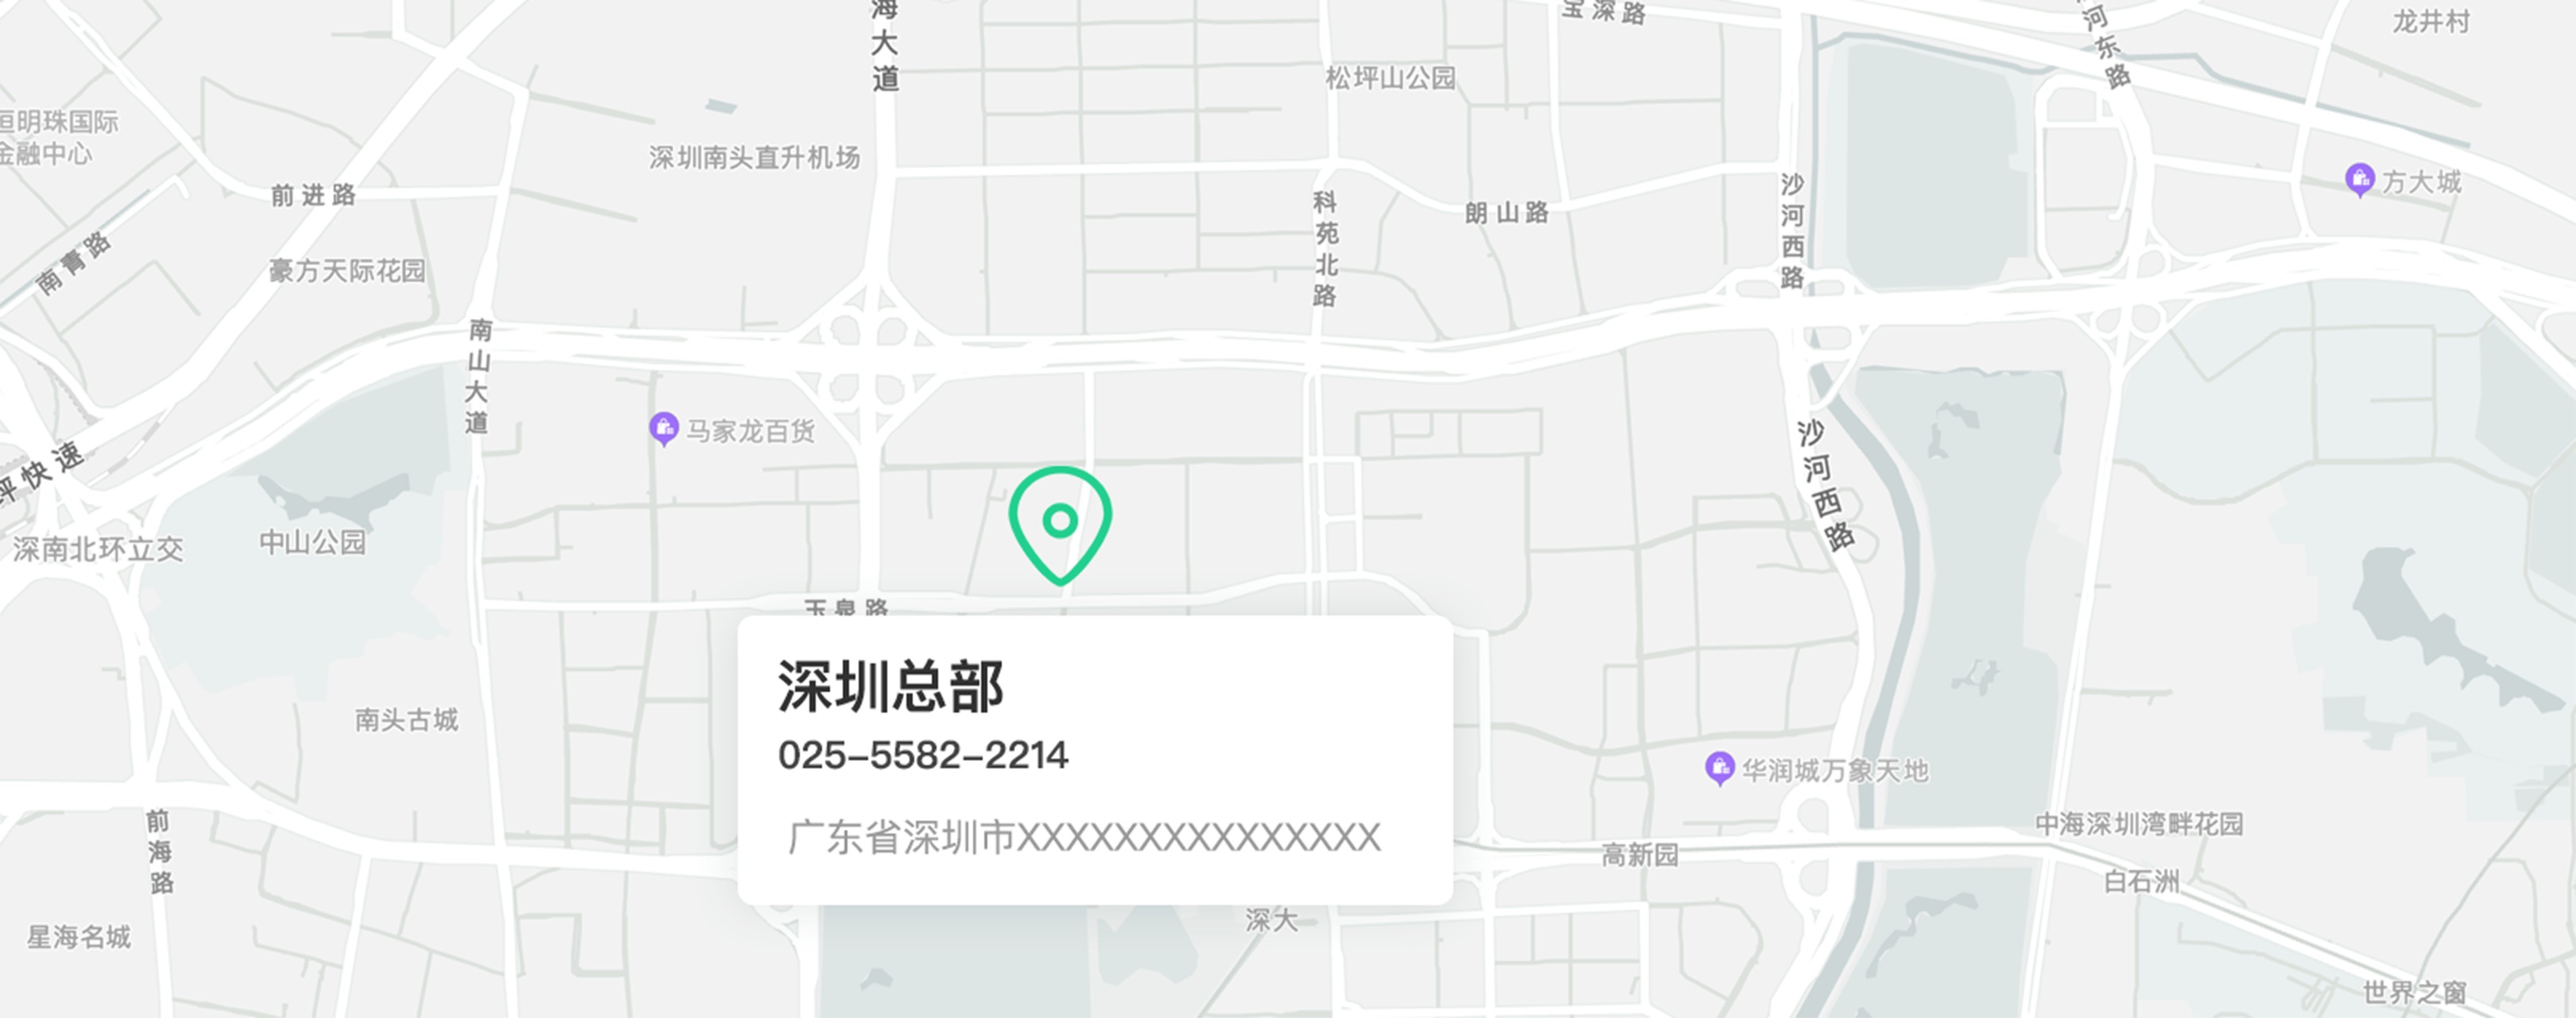 海大道
宝深路
河东路
龙井村
松坪山公园
恒明珠国际
金融中心
深圳南头直升机场
前进路
方大城
科苑北路
朗山路
沙河西路
南青路
豪方天际花园
南山大道
马家龙百货
沙河西路
坪快速
中山公园
深南北环立交
玉泉路
深圳总部
025-5582-2214
广东省深圳市XXXXXXXXXXXXXXX
南头古城
华润城万象天地
前海路
中海深圳湾畔花园
高新园
白石洲
深大
星海名城
世界之窗